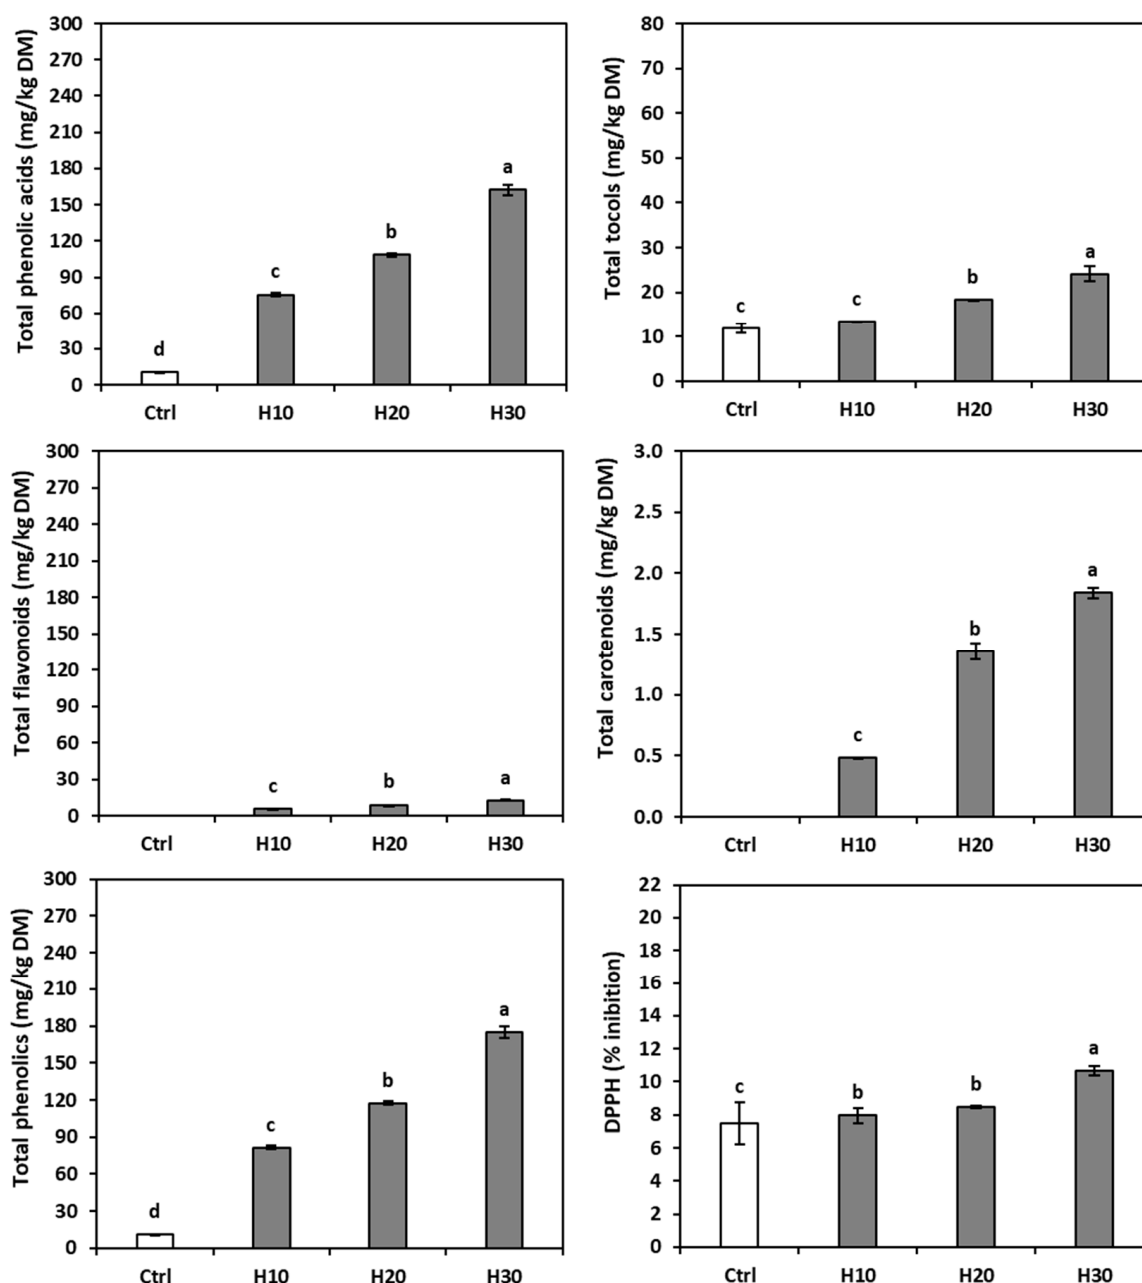 Total phenolic acids (mg/kg DM)
300
270
240
210
180
150
120
90
60
30
0
d
c
b
a
Ctrl H10 H20 H30
Total tocols (mg/kg DM)
80
70
60
50
40
30
20
10
0
c
c
b
a
Ctrl H10 H20 H30
Total flavonoids (mg/kg DM)
300
270
240
210
180
150
120
90
60
30
0
c
b
a
Ctrl H10 H20 H30
Total carotenoids (mg/kg DM)
3.0
2.5
2.0
1.5
1.0
0.5
0.0
c
b
a
Ctrl H10 H20 H30
Total phenolics (mg/kg DM)
300
270
240
210
180
150
120
90
60
30
0
d
c
b
a
Ctrl H10 H20 H30
DPPH (% inibition)
22
20
18
16
14
12
10
8
6
4
2
0
c
b
b
a
Ctrl H10 H20 H30